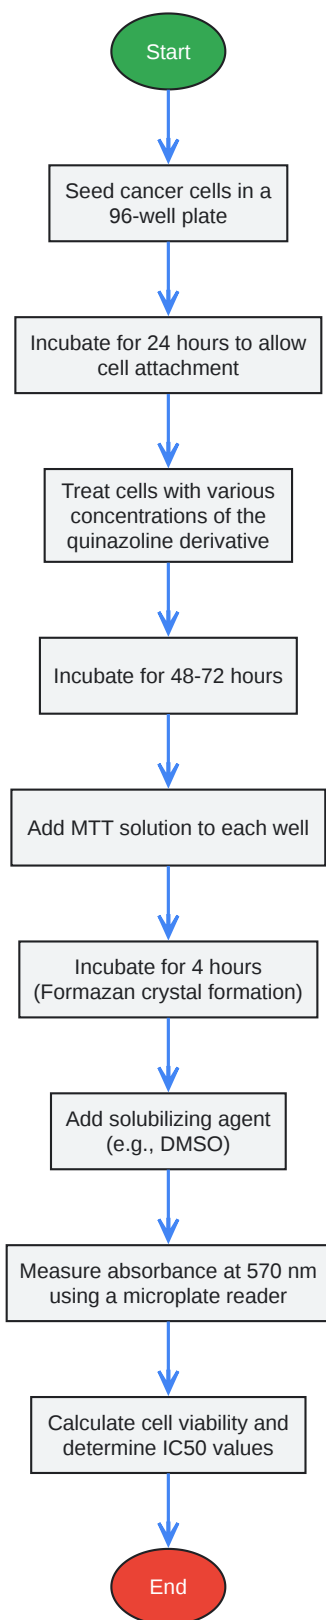 Start
Seed cancer cells in a
96-well plate
Incubate for 24 hours to allow
cell attachment
Treat cells with various
concentrations of the
quinazoline derivative
Incubate for 48-72 hours
Add MTT solution to each well
Incubate for 4 hours
(Formazan crystal formation)
Add solubilizing agent
(e.g., DMSO)
Measure absorbance at 570 nm
using a microplate reader
Calculate cell viability and
determine IC50 values
End